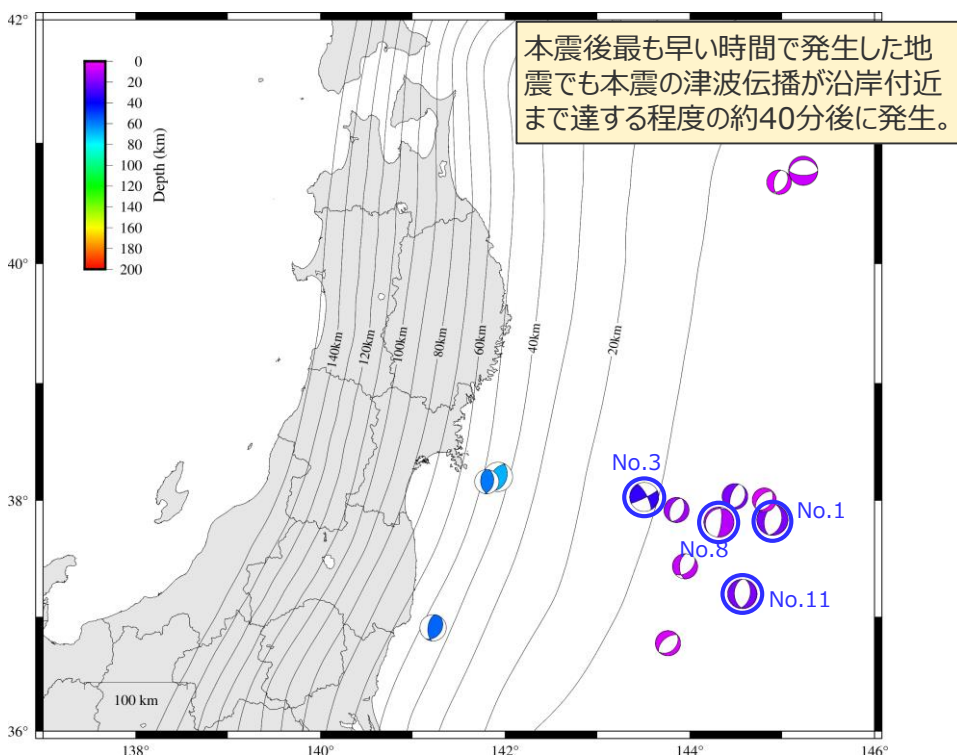 42°
本震後最も早い時間で発生した地
震でも本震の津波伝播が沿岸付近
まで達する程度の約40分後に発生。
0
20
40
60
80
100
120
140
160
180
200
Depth (km)
40°
140km
120km
100km
80km
60km
40km
20km
No.3
38°
No.1
No.8
No.11
100 km
36°
138°
140°
142°
144°
146°